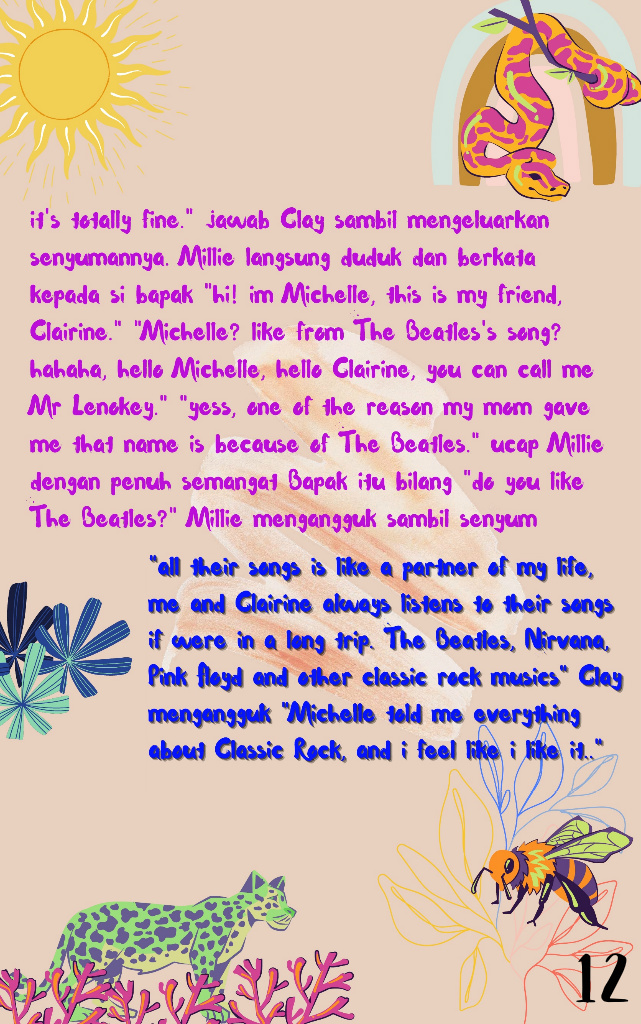 it's totally fine." jawab Clay sambil mengeluarkan
senyumannya. Millie langsung duduk dan berkata
kepada si bapak "hi! im Michelle, this is my friend,
Clairine." "Michelle? like from The Beatles's song?
hahaha, hello Michelle, hello Clairine, you can call me
Mr Lenokey." "yess, one of the reason my mom gave
me that name is because of The Beatles." ucap Millie
dengan penuh semangat Bapak itu bilang "do you like
The Beatles?" Millie mengangguk sambil senyum
"all their songs is like a partner of my life,
me and Clairine always listens to their songs
if were in a long trip. The Beatles, Nirvana,
Pink floyd and other classic rock musics" Clay
mengangguk "Michelle told me everything
about Classic Rock, and i feel like i like it.."
12